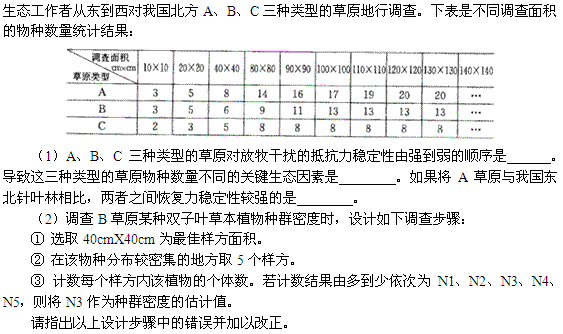 生态工作者从东到西对我国北方 A、B、C 三种类型的草原地行调查。下表是不同调查面积
的物种数量统计结果：
调查面积 cm×cm 草原类型 10×10 20×20 40×40 80×80 90×90 100×100 110×110 120×120 130×130 140×140
A 3 5 8 14 16 17 19 20 20 …
B 3 5 6 9 11 13 13 13 13 …
C 2 3 5 8 8 8 8 8 8 …
（1）A、B、C 三种类型的草原对放牧干扰的抵抗力稳定性由强到弱的顺序是______。
导致这三种类型的草原物种数量不同的关键生态因素是________。如果将 A 草原与我国东
北针叶林相比，两者之间恢复力稳定性较强的是________。
（2）调查 B 草原某种双子叶草本植物种群密度时，设计如下调查步骤：
① 选取 40cmX40cm 为最佳样方面积。
② 在该物种分布较密集的地方取 5 个样方。
③ 计数每个样方内该植物的个体数。若计数结果由多到少依次为 N1、N2、N3、N4、
N5，则将 N3 作为种群密度的估计值。
请指出以上设计步骤中的错误并加以改正。